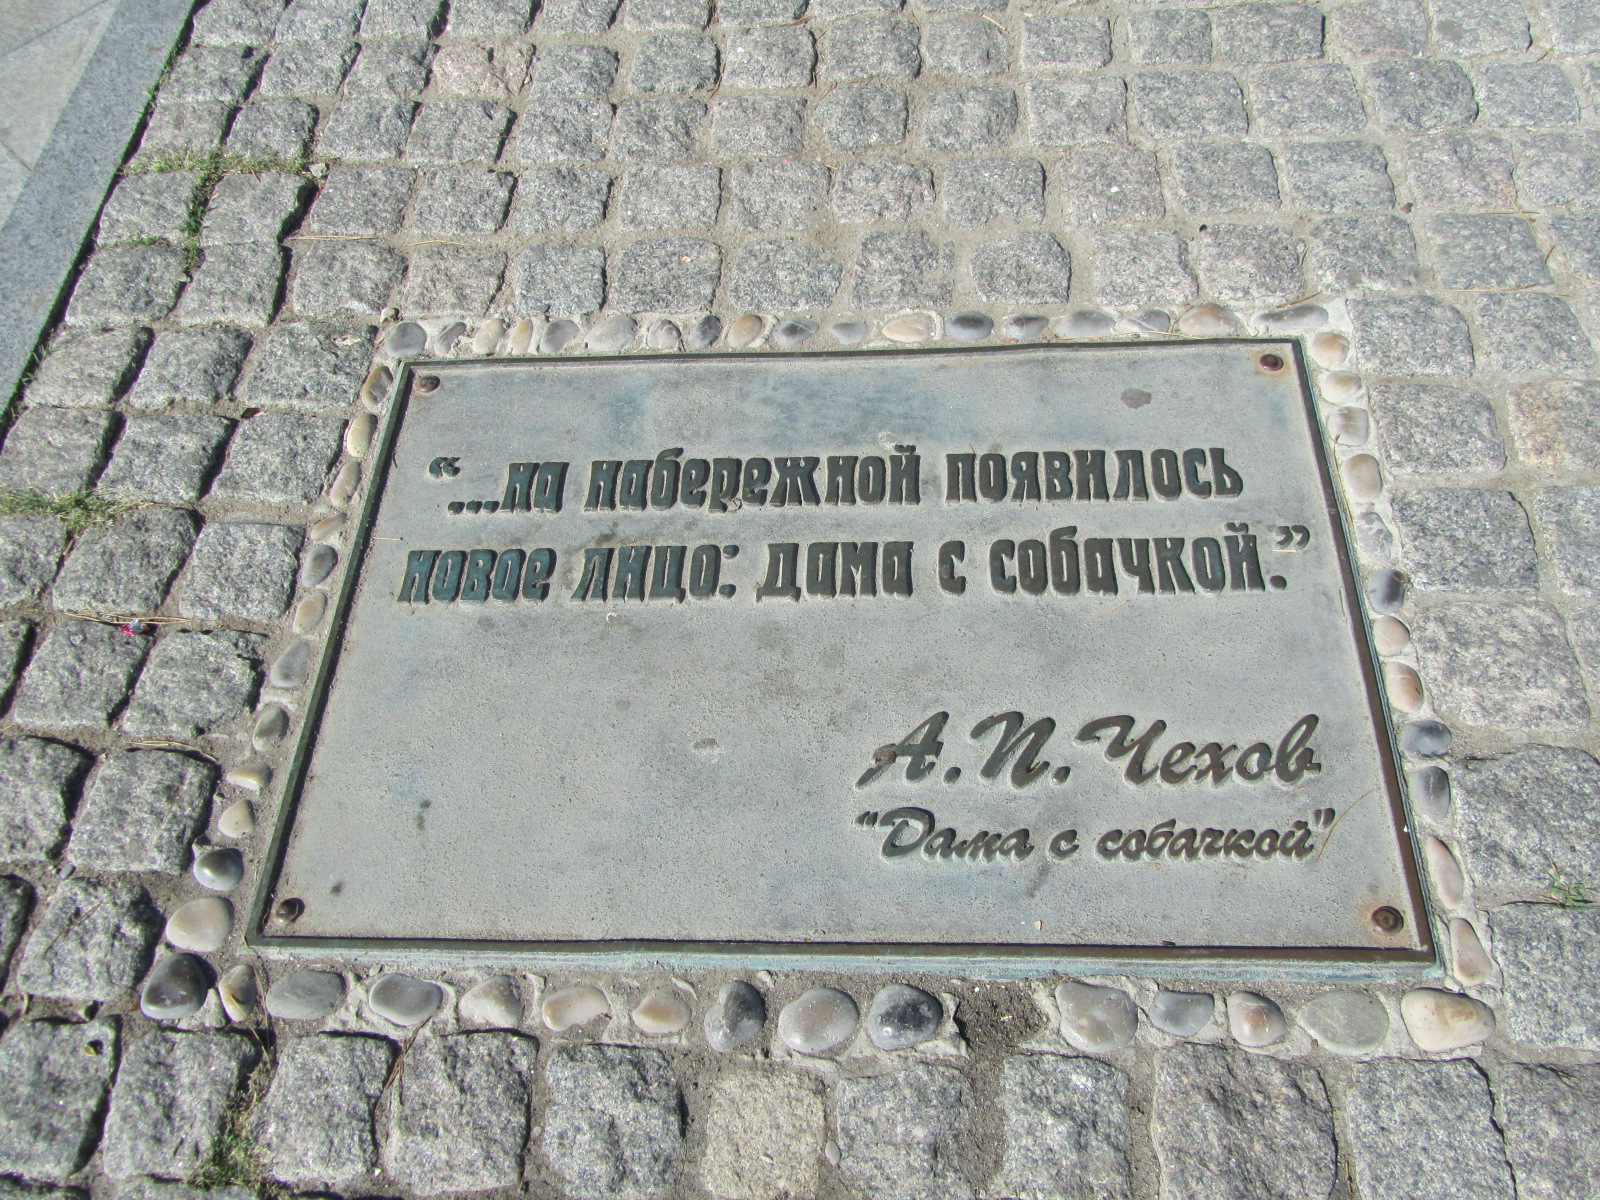 “...на набережной появилось
новое лицо: дама с собачкой.”
А. П. Чехов
“Дама с собачкой”